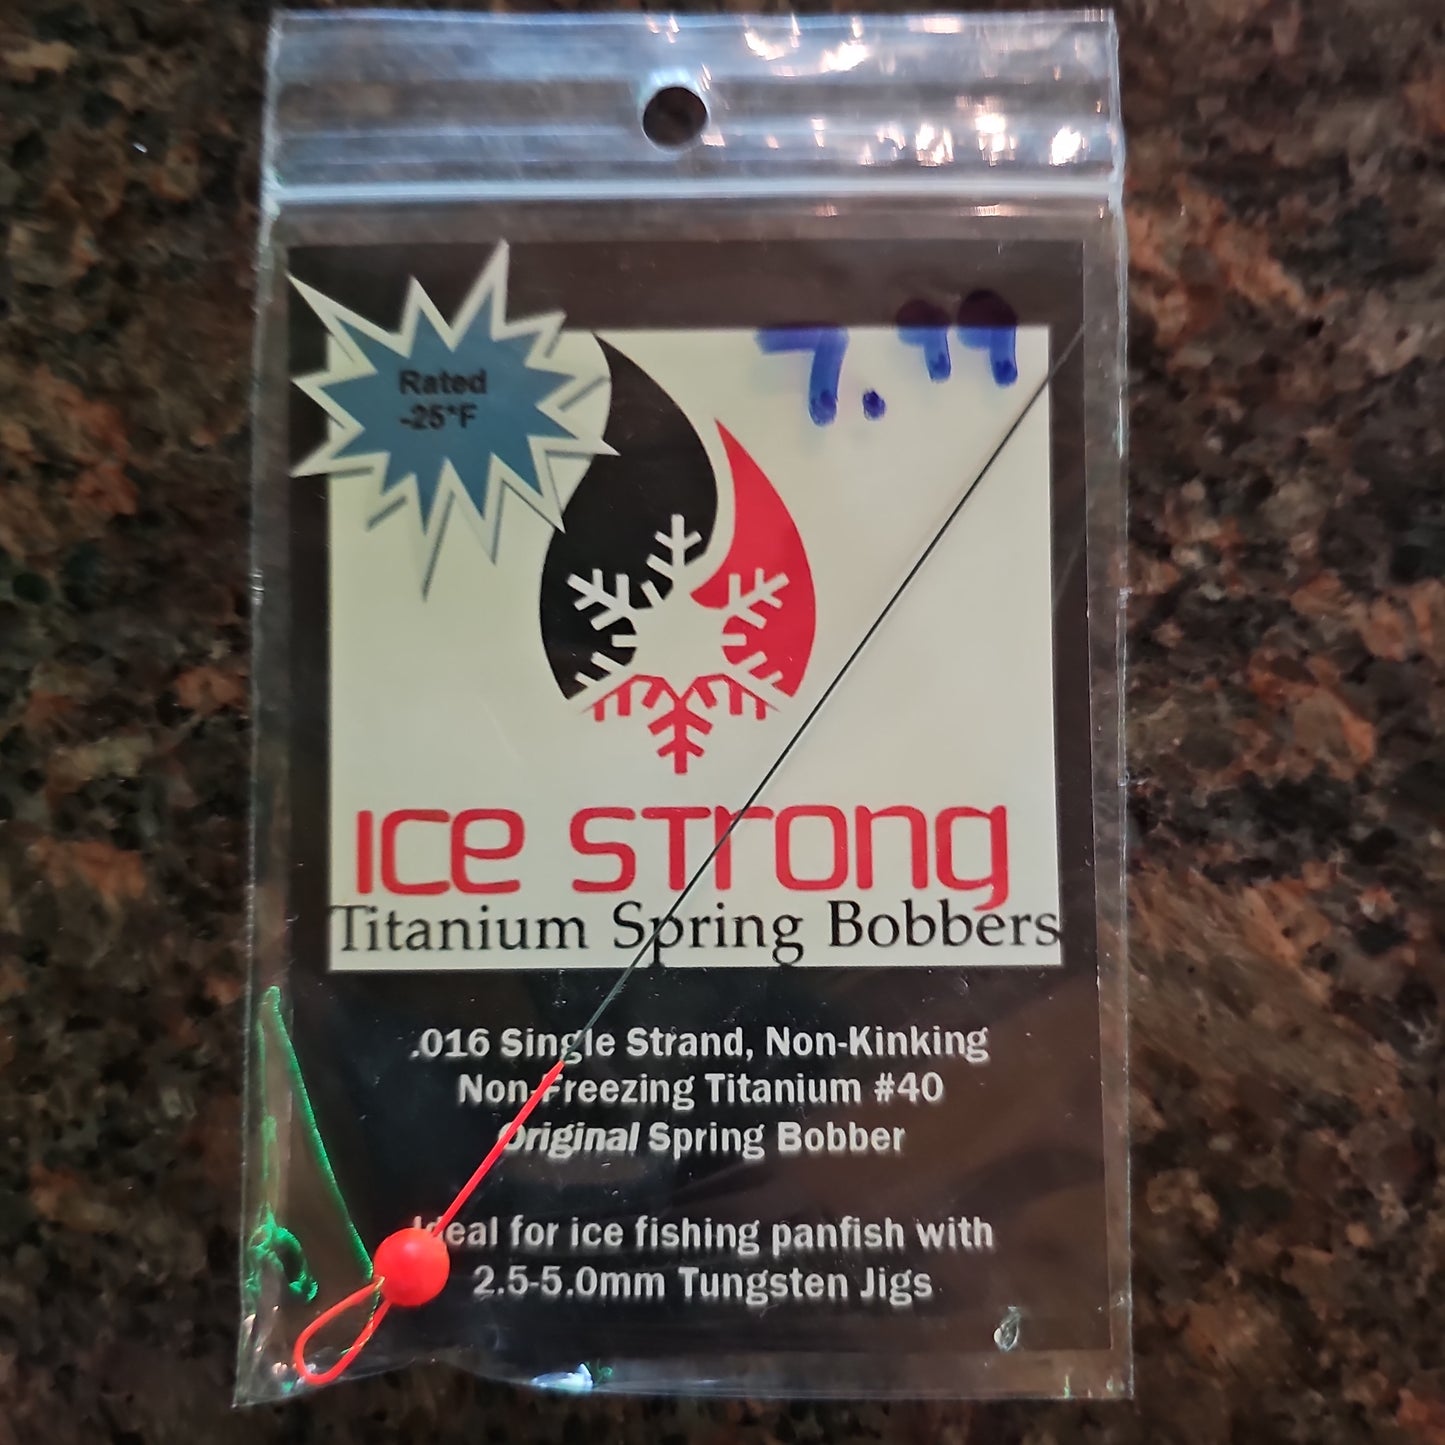 7.99
Rated
-25°F
Ice Strong
Titanium Spring Bobbers
.016 Single Strand, Non-Kinking
Non-Freezing Titanium #40
Original Spring Bobber
Ideal for ice fishing panfish with
2.5-5.0mm Tungsten Jigs